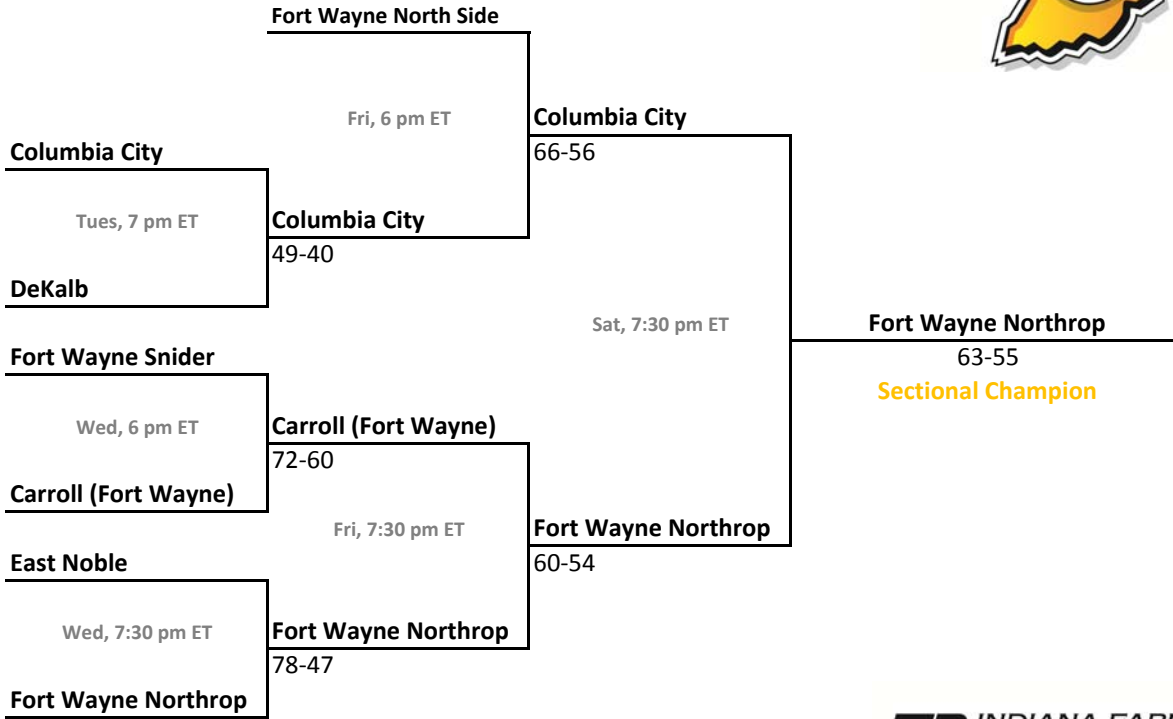 Fort Wayne North Side
Fri, 6 pm ET
Columbia City
66-56
Columbia City
Tues, 7 pm ET
Columbia City
49-40
DeKalb
Sat, 7:30 pm ET
Fort Wayne Northrop
63-55
Sectional Champion
Fort Wayne Snider
Wed, 6 pm ET
Carroll (Fort Wayne)
72-60
Carroll (Fort Wayne)
Fri, 7:30 pm ET
Fort Wayne Northrop
60-54
East Noble
Wed, 7:30 pm ET
Fort Wayne Northrop
78-47
Fort Wayne Northrop
INDIANA